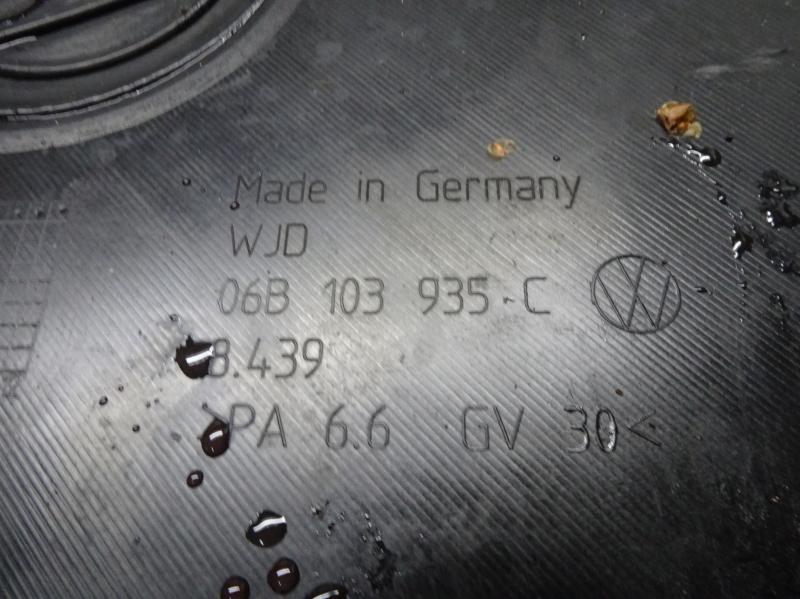 Made in Germany
WJD
06B 103 935 C
8.439
>PA 6.6 GV 30<